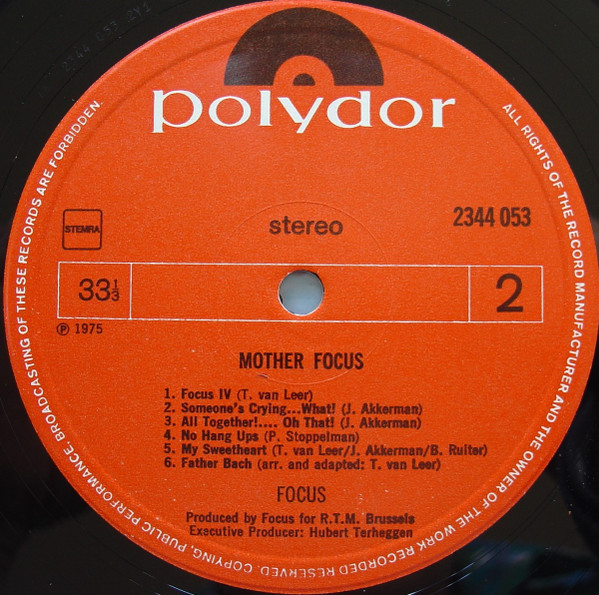 polydor
STEMRA
stereo
2344 053
33⅓
2
℗ 1975
MOTHER FOCUS
1. Focus IV (T. van Leer)
2. Someone's Crying...What! (J. Akkerman)
3. All Together!.... Oh That! (J. Akkerman)
4. No Hang Ups (P. Stoppelman)
5. My Sweetheart (T. van Leer/J. Akkerman/B. Ruiter)
6. Father Bach (arr. and adapted: T. van Leer)
FOCUS
Produced by Focus for R.T.M. Brussels
Executive Producer: Hubert Terheggen
ALL RIGHTS OF THE RECORD MANUFACTURER AND THE OWNER OF THE WORK RECORDED RESERVED. COPYING, PUBLIC PERFORMANCE, BROADCASTING OF THESE RECORDS ARE FORBIDDEN.